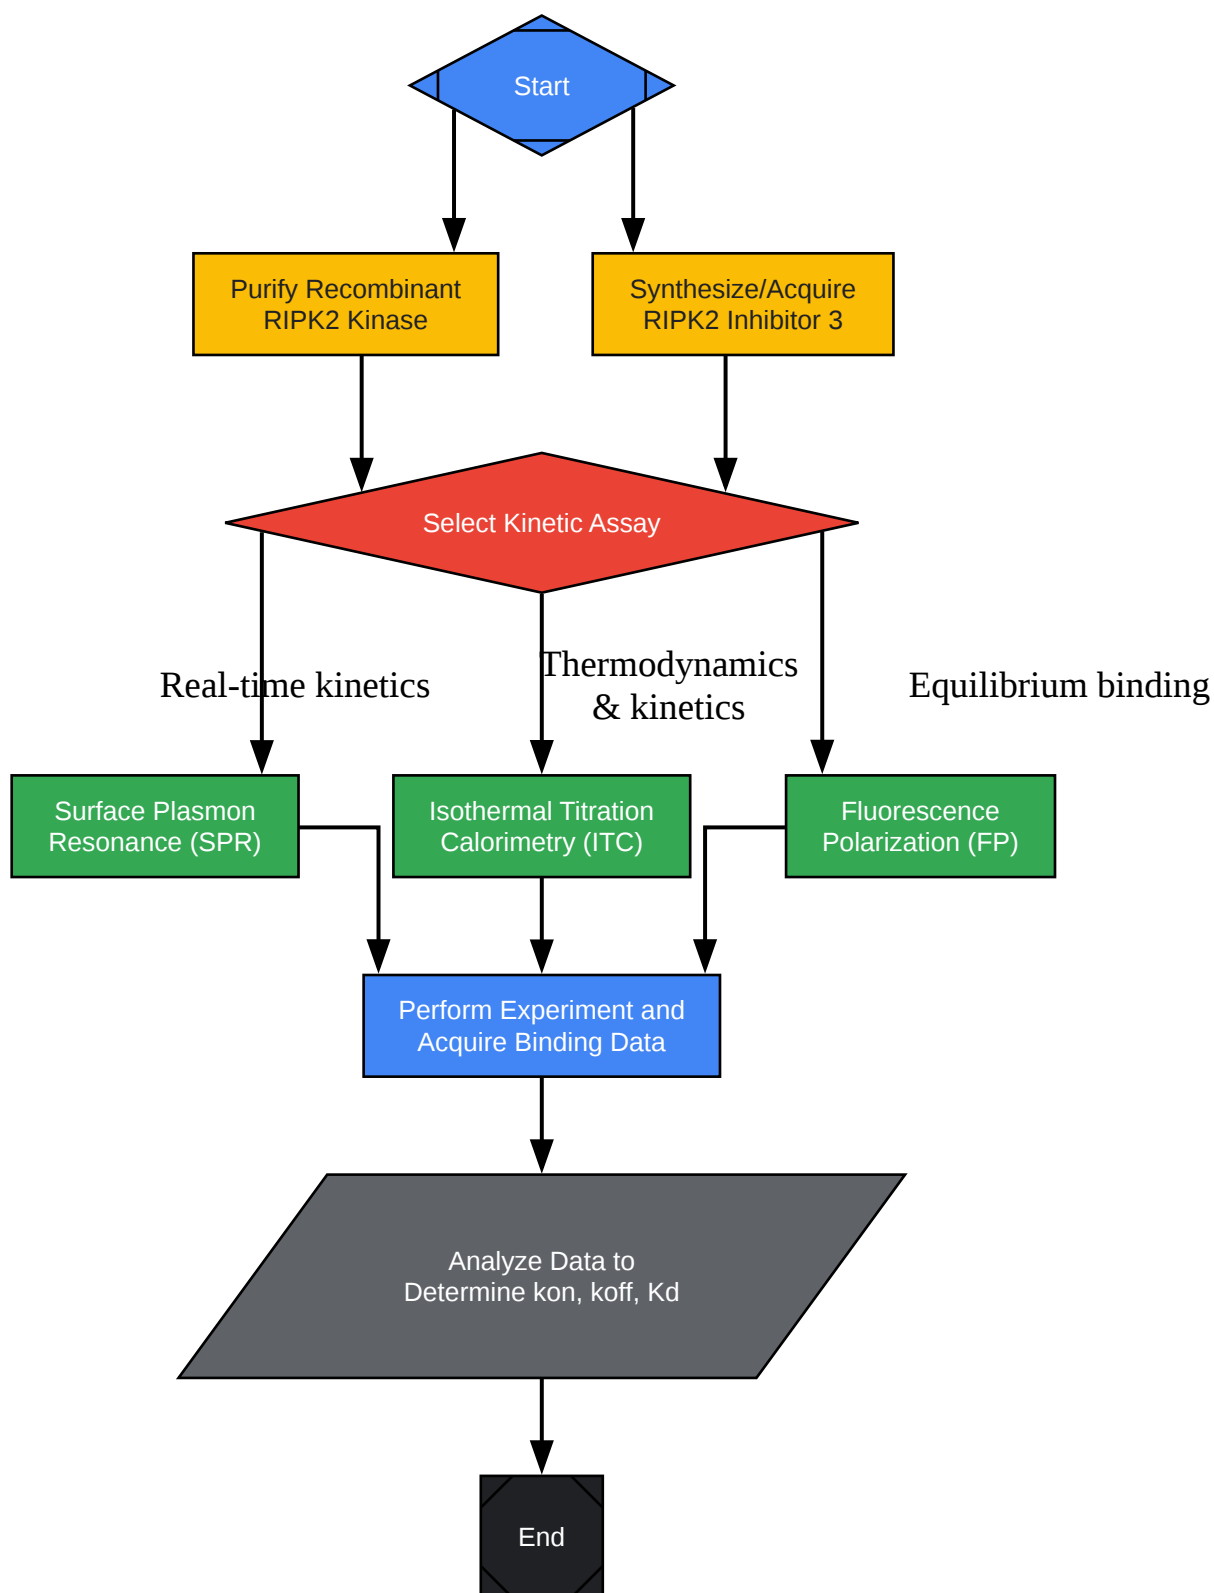 Start
Purify Recombinant
RIPK2 Kinase
Synthesize/Acquire
RIPK2 Inhibitor 3
Select Kinetic Assay
Real-time kinetics
Thermodynamics
& kinetics
Equilibrium binding
Surface Plasmon
Resonance (SPR)
Isothermal Titration
Calorimetry (ITC)
Fluorescence
Polarization (FP)
Perform Experiment and
Acquire Binding Data
Analyze Data to
Determine kon, koff, Kd
End